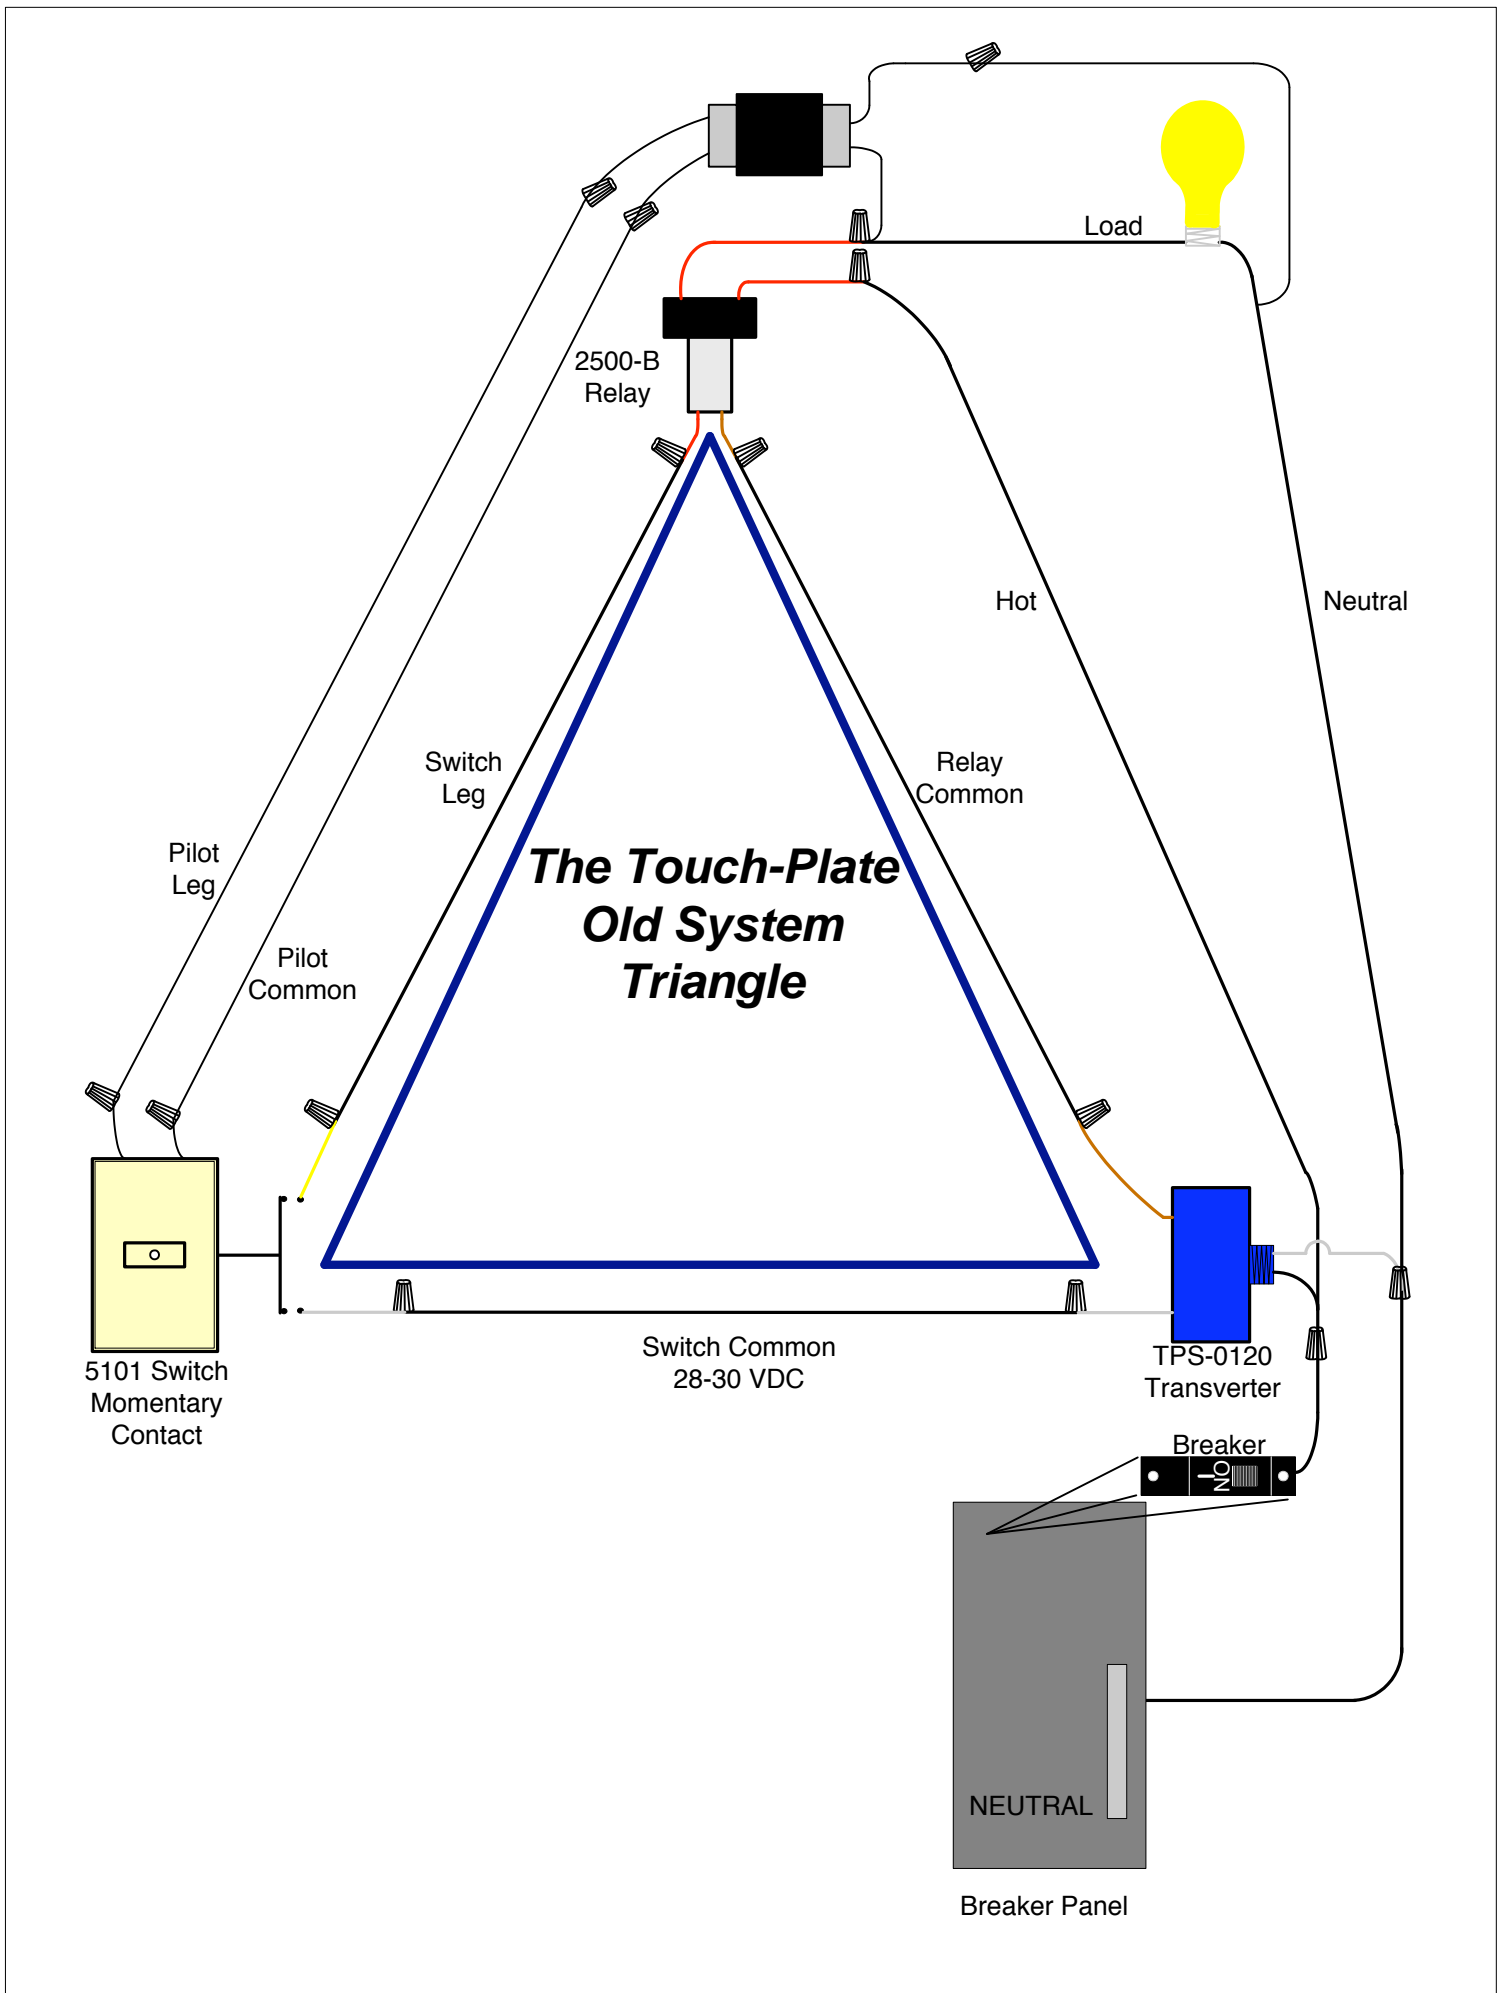 Load
2500-B
Relay
Hot
Neutral
Switch
Leg
Relay
Common
Pilot
Leg
The Touch-Plate
Old System
Triangle
Pilot
Common
5101 Switch
Momentary
Contact
Switch Common
28-30 VDC
TPS-0120
Transverter
Breaker
ON
NEUTRAL
Breaker Panel